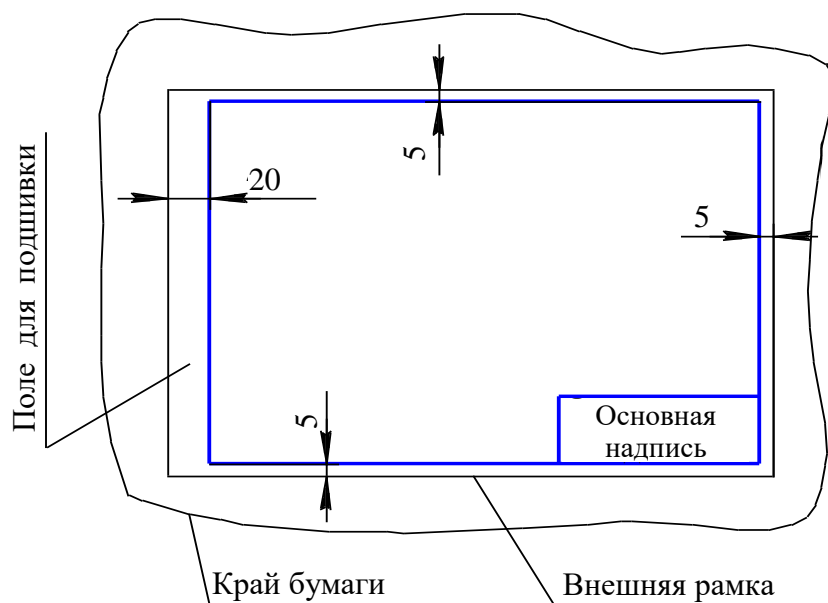 5
20
5
Поле для подшивки
5
Основная
надпись
Край бумаги
Внешняя рамка